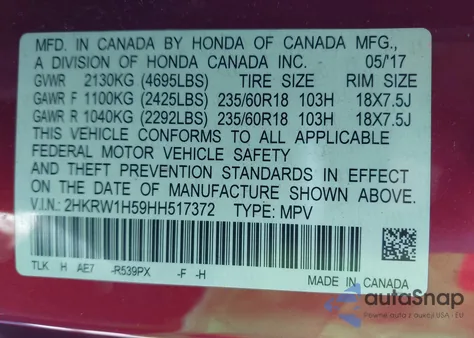 MFD. IN CANADA BY HONDA OF CANADA MFG.,
A DIVISION OF HONDA CANADA INC. 05/'17
GVWR 2130KG (4695LBS) TIRE SIZE RIM SIZE
GAWR F 1100KG (2425LBS) 235/60R18 103H 18X7.5J
GAWR R 1040KG (2292LBS) 235/60R18 103H 18X7.5J
THIS VEHICLE CONFORMS TO ALL APPLICABLE
FEDERAL MOTOR VEHICLE SAFETY
AND THEFT PREVENTION STANDARDS IN EFFECT
ON THE DATE OF MANUFACTURE SHOWN ABOVE.
V.I.N.: 2HKRW1H59HH517372 TYPE: MPV
TLK H AE7 -R539PX -F -H
MADE IN CANADA
autoSnap